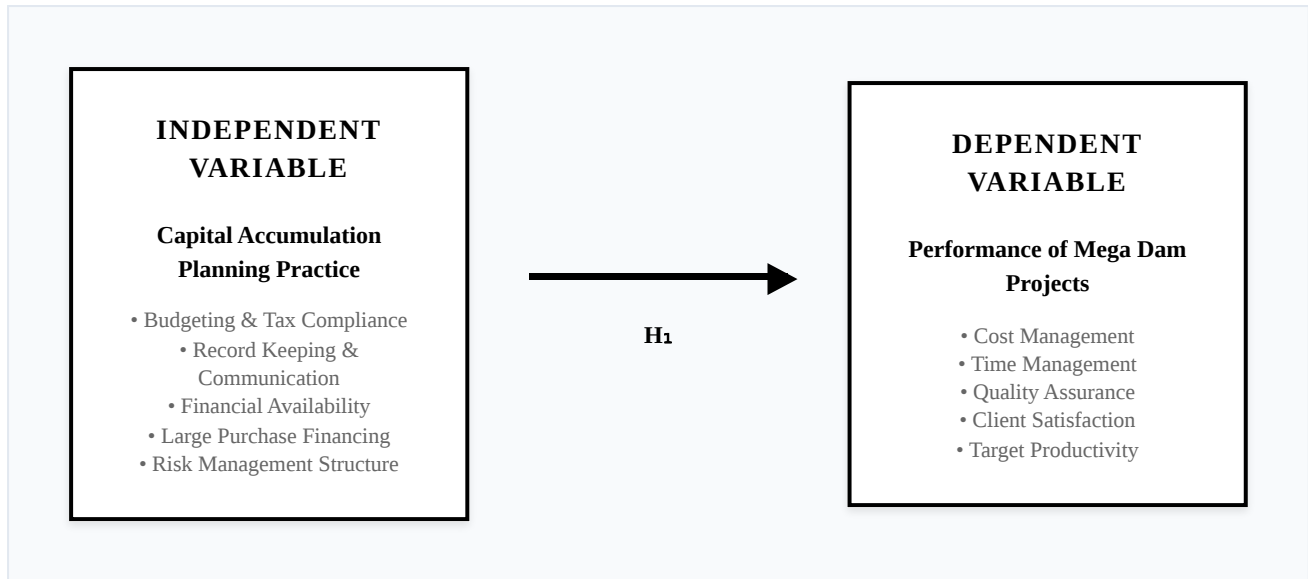 INDEPENDENT
VARIABLE
Capital Accumulation
Planning Practice
• Budgeting & Tax Compliance
• Record Keeping &
Communication
• Financial Availability
• Large Purchase Financing
• Risk Management Structure
H₁
DEPENDENT
VARIABLE
Performance of Mega Dam
Projects
• Cost Management
• Time Management
• Quality Assurance
• Client Satisfaction
• Target Productivity